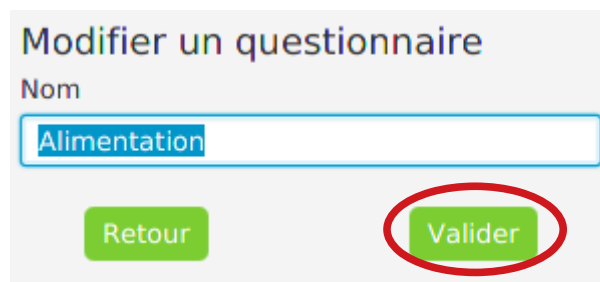 Modifier un questionnaire
Nom
Alimentation
Retour Valider